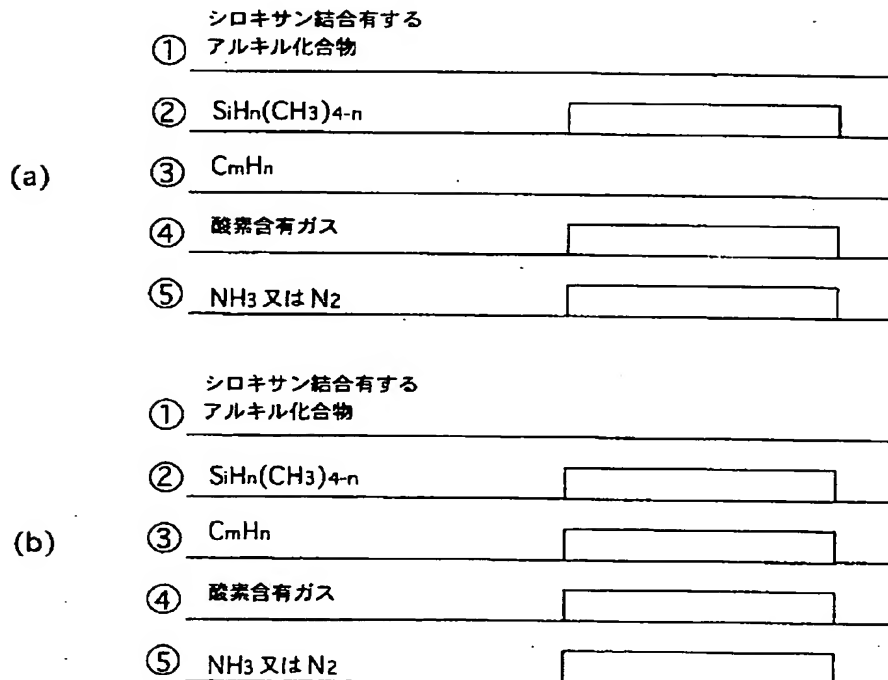 シロキサン結合有する
① アルキル化合物
② SiHn(CH3)4-n
(a)
③ CmHn
④ 酸素含有ガス
⑤ NH3 又は N2
シロキサン結合有する
① アルキル化合物
② SiHn(CH3)4-n
(b)
③ CmHn
④ 酸素含有ガス
⑤ NH3 又は N2